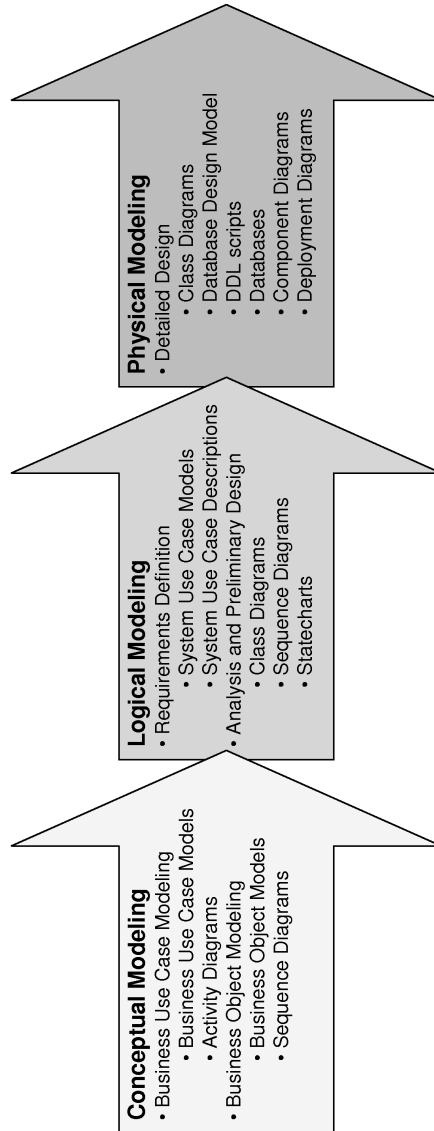 Conceptual Modeling
• Business Use Case Modeling
• Business Use Case Models
• Activity Diagrams
• Business Object Modeling
• Business Object Models
• Sequence Diagrams
Logical Modeling
• Requirements Definition
• System Use Case Models
• System Use Case Descriptions
• Analysis and Preliminary Design
• Class Diagrams
• Sequence Diagrams
• Statecharts
Physical Modeling
• Detailed Design
• Class Diagrams
• Database Design Model
• DDL scripts
• Databases
• Component Diagrams
• Deployment Diagrams